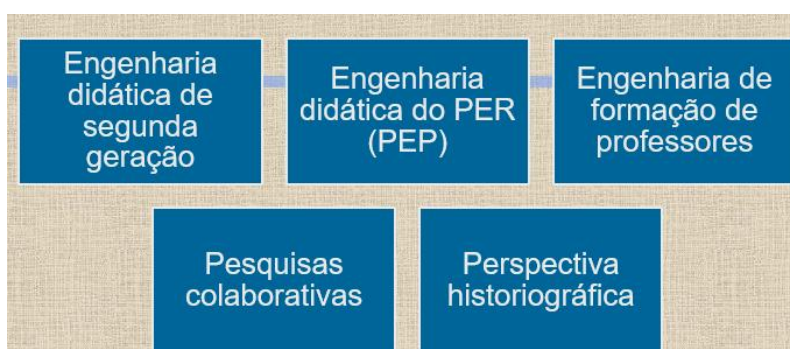 Engenharia
didática de
segunda
geração
Engenharia
didática do PER
(PEP)
Engenharia de
formação de
professores
Pesquisas
colaborativas
Perspectiva
historiográfica